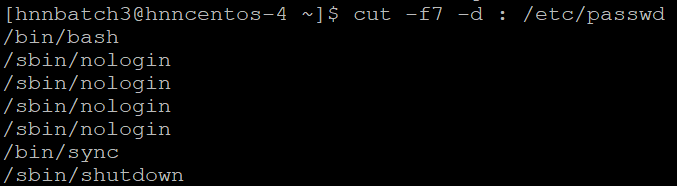 [hnnbatch3@hnncentos-4 ~]$ cut -f7 -d : /etc/passwd
/bin/bash
/sbin/nologin
/sbin/nologin
/sbin/nologin
/sbin/nologin
/bin/sync
/sbin/shutdown